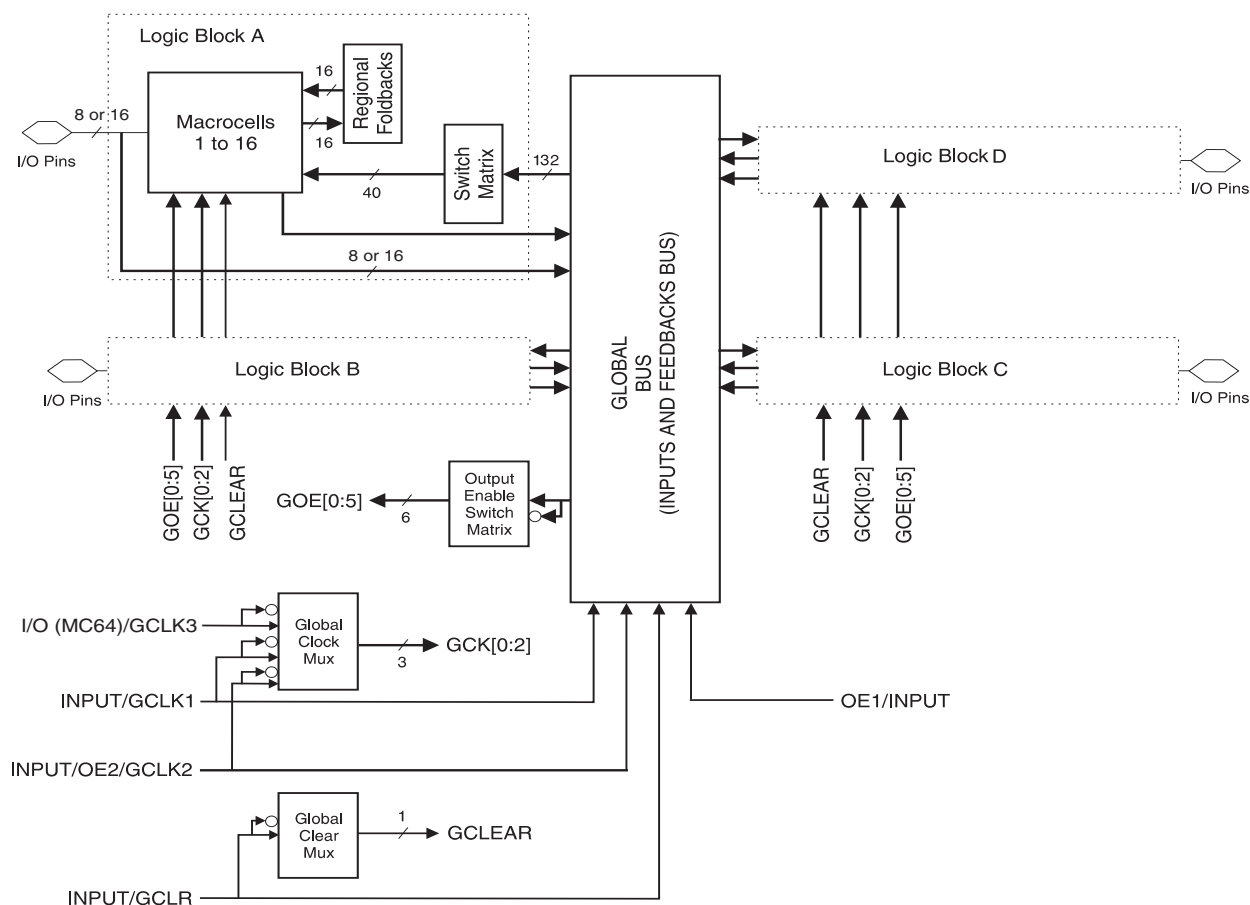 Logic Block A
8 or 16
I/O Pins
Macrocells
1 to 16
16
16
Regional
Foldbacks
40
Switch
Matrix
132
8 or 16
Logic Block B
I/O Pins
GOE[0:5]
GCK[0:2]
GCLEAR
GLOBAL
BUS
(INPUTS AND FEEDBACKS BUS)
Logic Block D
I/O Pins
Logic Block C
I/O Pins
GCLEAR
GCK[0:2]
GOE[0:5]
GOE[0:5]
6
Output
Enable
Switch
Matrix
I/O (MC64)/GCLK3
Global
Clock
Mux
3
GCK[0:2]
INPUT/GCLK1
OE1/INPUT
INPUT/OE2/GCLK2
Global
Clear
Mux
1
GCLEAR
INPUT/GCLR